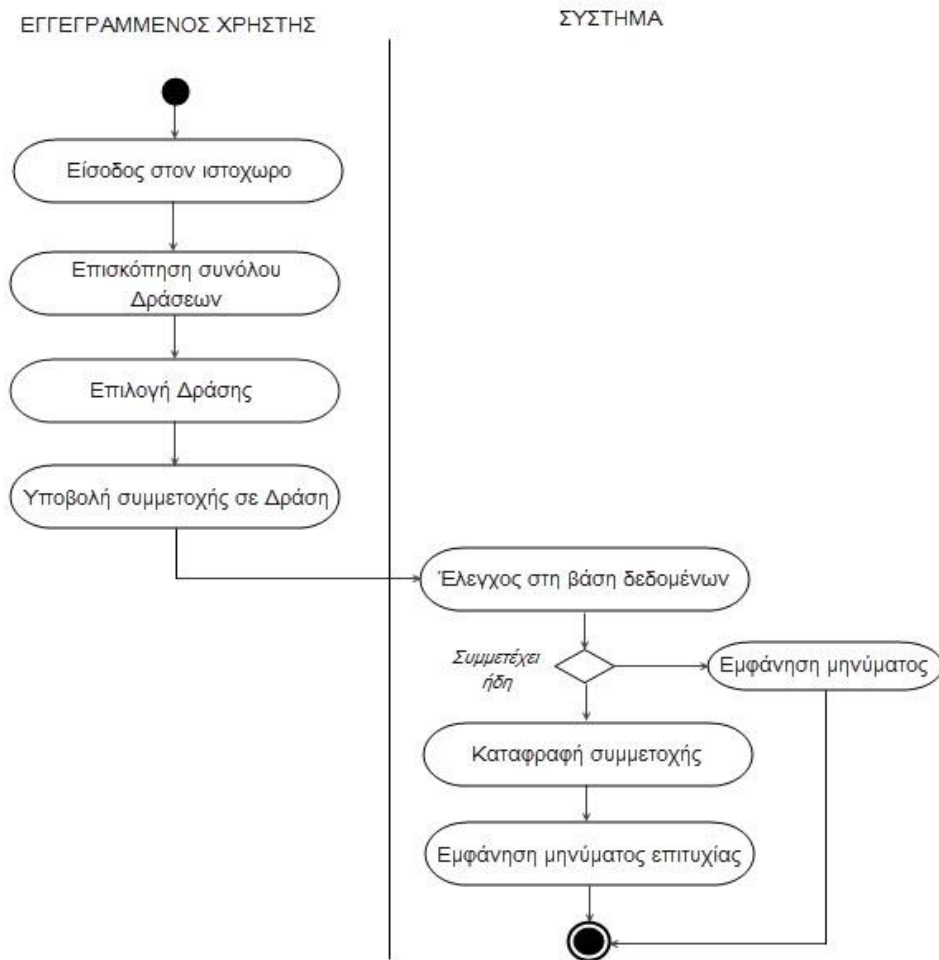 ΕΓΓΕΓΡΑΜΜΕΝΟΣ ΧΡΗΣΤΗΣ
ΣΥΣΤΗΜΑ
Είσοδος στον ιστοχωρο
Επισκόπηση συνόλου
Δράσεων
Επιλογή Δράσης
Υποβολή συμμετοχής σε Δράση
Έλεγχος στη βάση δεδομένων
Συμμετέχει
ήδη
Εμφάνηση μηνύματος
Καταφραφή συμμετοχής
Εμφάνηση μηνύματος επιτυχίας